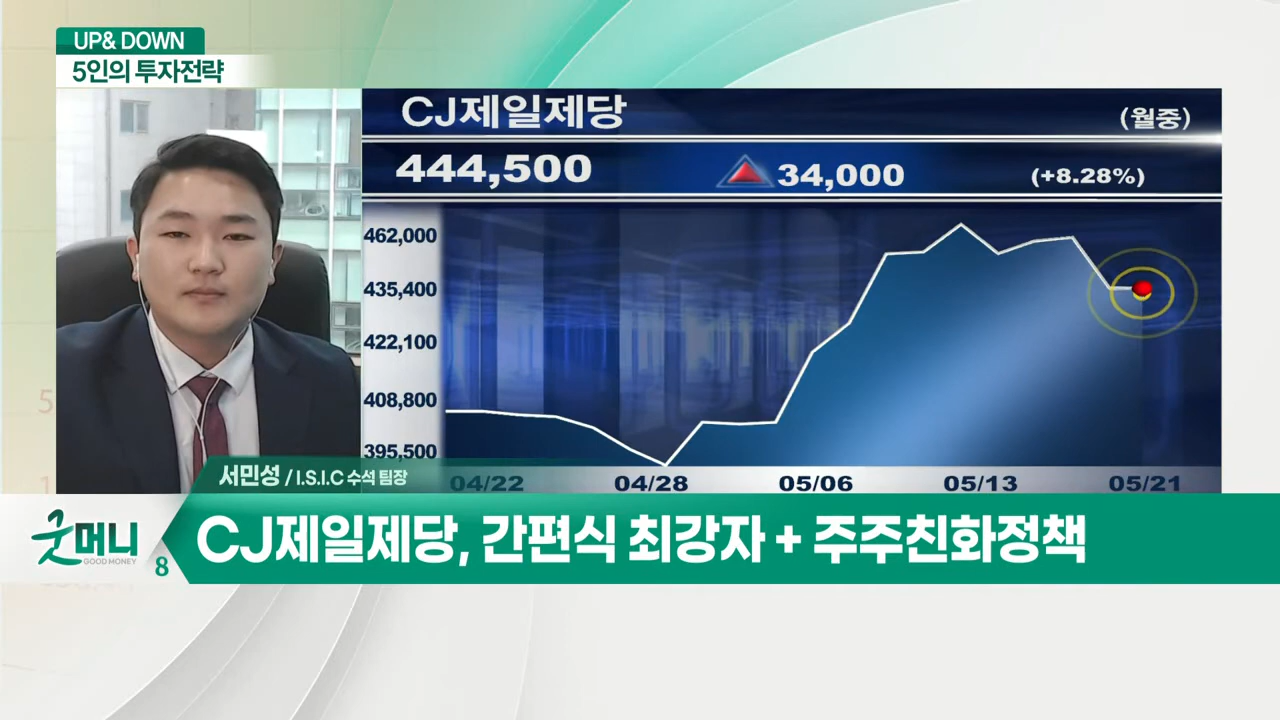 UP& DOWN
5인의 투자전략
CJ제일제당
(월중)
444,500
34,000
(+8.28%)
462,000
435,400
422,100
408,800
395,500
04/22
04/28
05/06
05/13
05/21
서민성 / I.S.I.C 수석 팀장
CJ제일제당, 간편식 최강자 + 주주친화정책
굿머니
GOOD MONEY
8